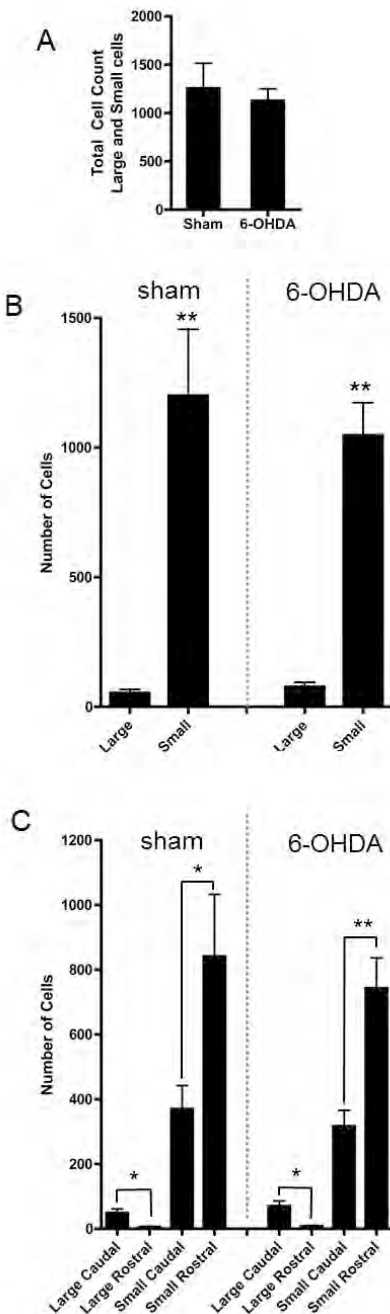 A
Total Cell Count
Large and Small cells
2000
1500
1000
500
0
Sham
6-OHDA
B
sham
6-OHDA
Number of Cells
1500
1000
500
0
**
**
Large
Small
Large
Small
C
sham
6-OHDA
Number of Cells
1200
1000
800
600
400
200
0
*
*
*
**
Large Caudal
Large Rostral
Small Caudal
Small Rostral
Large Caudal
Large Rostral
Small Caudal
Small Rostral